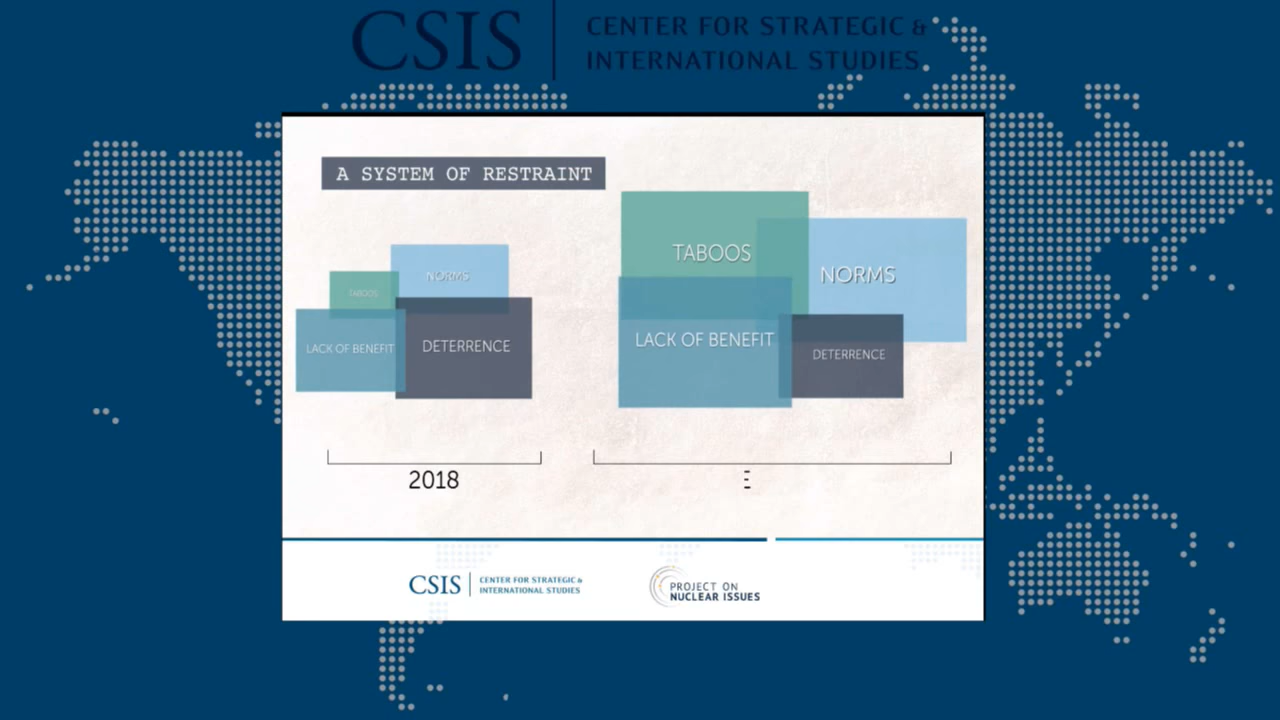 CSIS
CENTER FOR STRATEGIC &
INTERNATIONAL STUDIES
A SYSTEM OF RESTRAINT
TABOOS
NORMS
LACK OF BENEFIT
DETERRENCE
2018
TABOOS
NORMS
LACK OF BENEFIT
DETERRENCE
CSIS
CENTER FOR STRATEGIC &
INTERNATIONAL STUDIES
PROJECT ON
NUCLEAR ISSUES